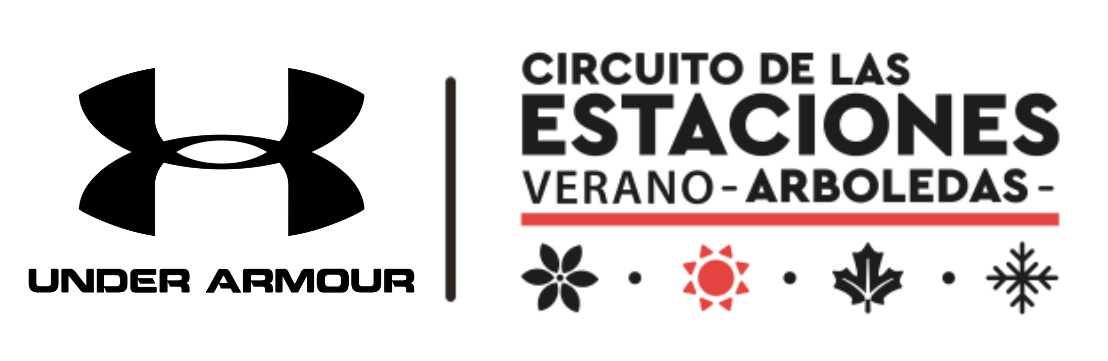 UNDER ARMOUR
CIRCUITO DE LAS
ESTACIONES
VERANO - ARBOLEDAS -